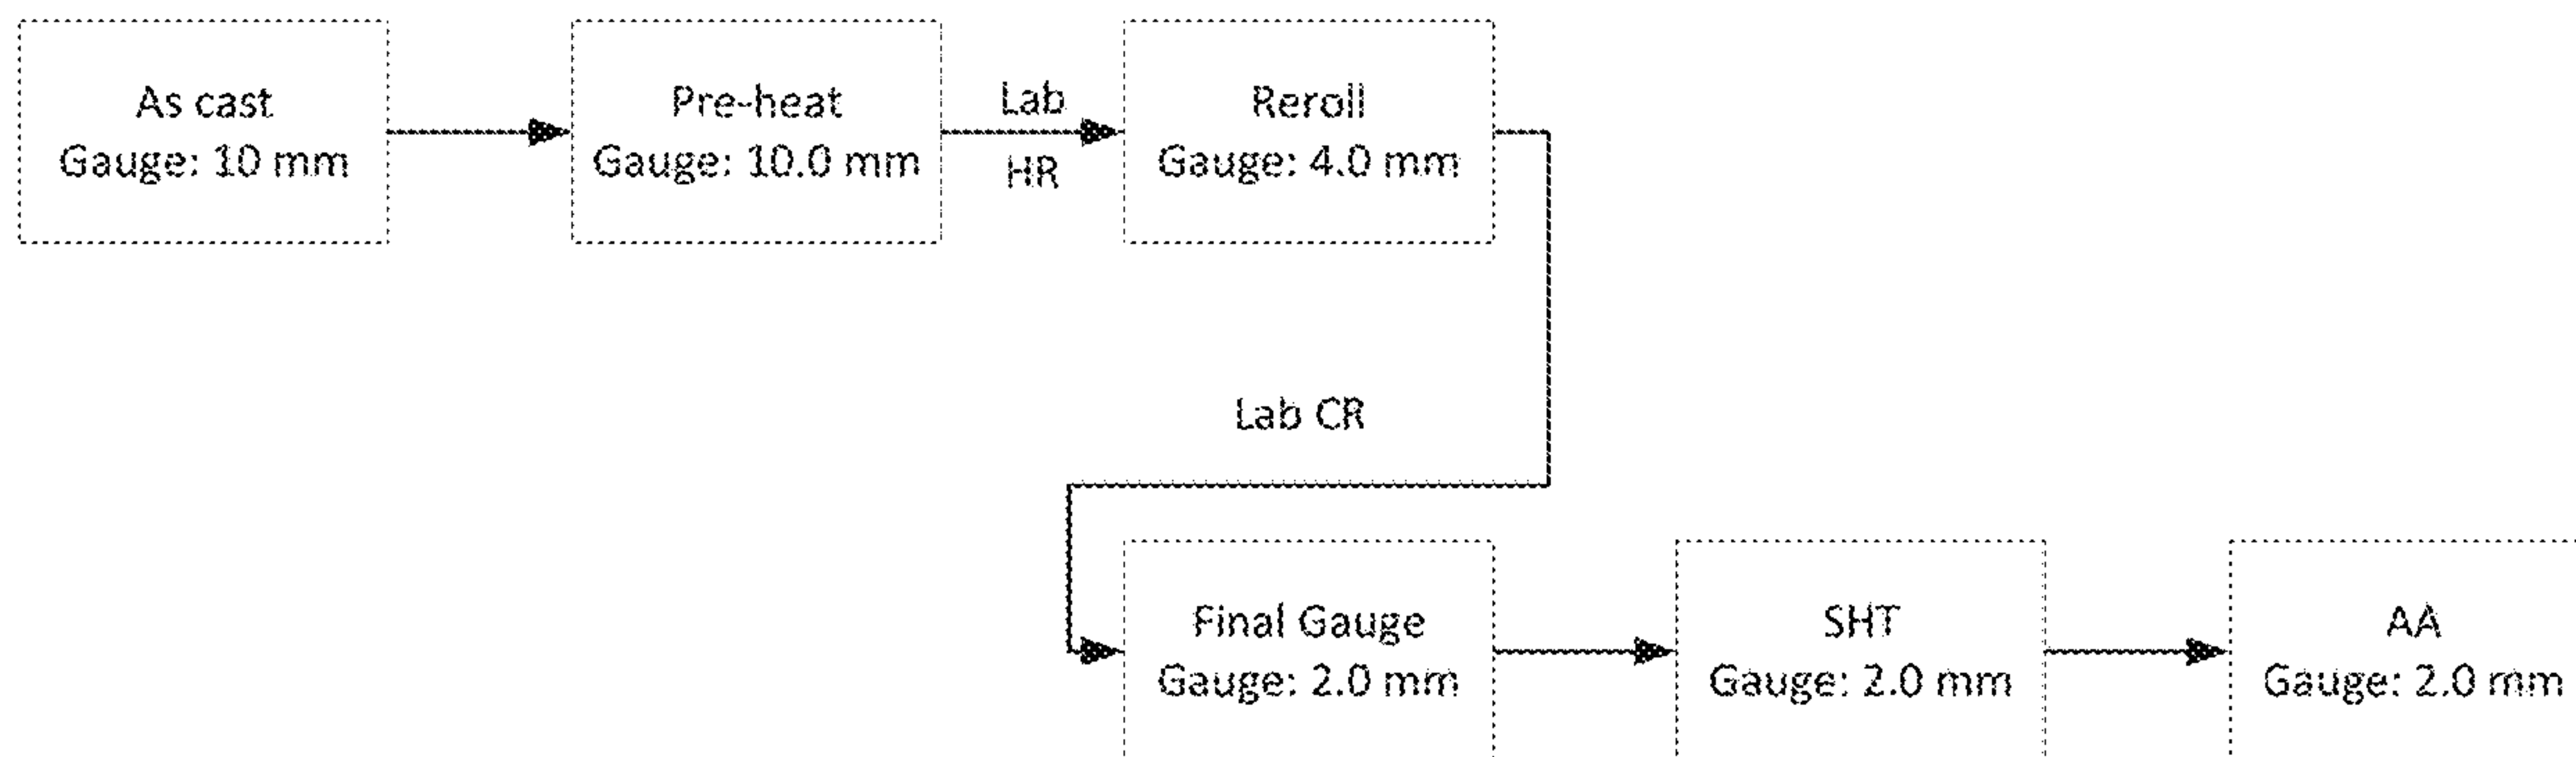 As cast
Gauge: 10 mm
Pre-heat
Gauge: 10.0 mm
Lab
HR
Reroll
Gauge: 4.0 mm
Lab CR
Final Gauge
Gauge: 2.0 mm
SHT
Gauge: 2.0 mm
AA
Gauge: 2.0 mm